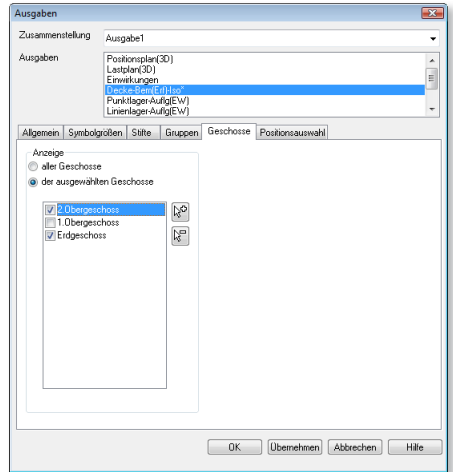 Ausgaben
Zusammenstellung Ausgabe1
Ausgaben
Positionsplan(3D)
Lastplan(3D)
Einwirkungen
Decke-Bem(Erf)-Iso*
Punktlager-Auflg(EW)
Linienlager-Auflg(EW)
Allgemein Symbolgrößen Stifte Gruppen Geschosse Positionsauswahl
Anzeige
aller Geschosse
der ausgewählten Geschosse
2.Obergeschoss
1.Obergeschoss
Erdgeschoss
OK Übernehmen Abbrechen Hilfe